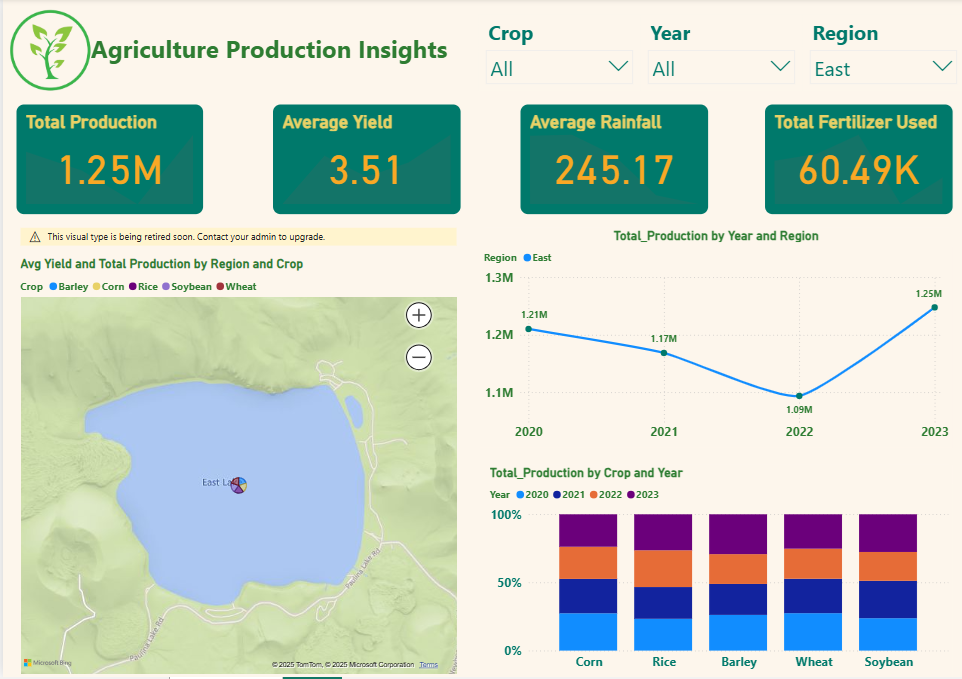 Agriculture Production Insights
Crop
All
Year
All
Region
East
Total Production
1.25M
Average Yield
3.51
Average Rainfall
245.17
Total Fertilizer Used
60.49K
This visual type is being retired soon. Contact your admin to upgrade.
Avg Yield and Total Production by Region and Crop
Crop Barley Corn Rice Soybean Wheat
East La
Paulina Lake Rd
Paulina Lake Rd
Microsoft Bing
© 2025 TomTom, © 2025 Microsoft Corporation Terms
Total_Production by Year and Region
Region East
1.3M
1.2M
1.1M
1.21M
1.17M
1.09M
1.25M
2020 2021 2022 2023
Total_Production by Crop and Year
Year 2020 2021 2022 2023
100%
50%
0%
Corn Rice Barley Wheat Soybean